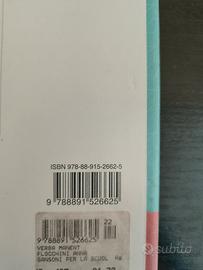 ISBN 978-88-915-2662-5
9 788891 526625
22
9 788891 526625
VERBA MANENT
FLOCCHINI ANNA
SANSONI PER LA SCUOL
subito